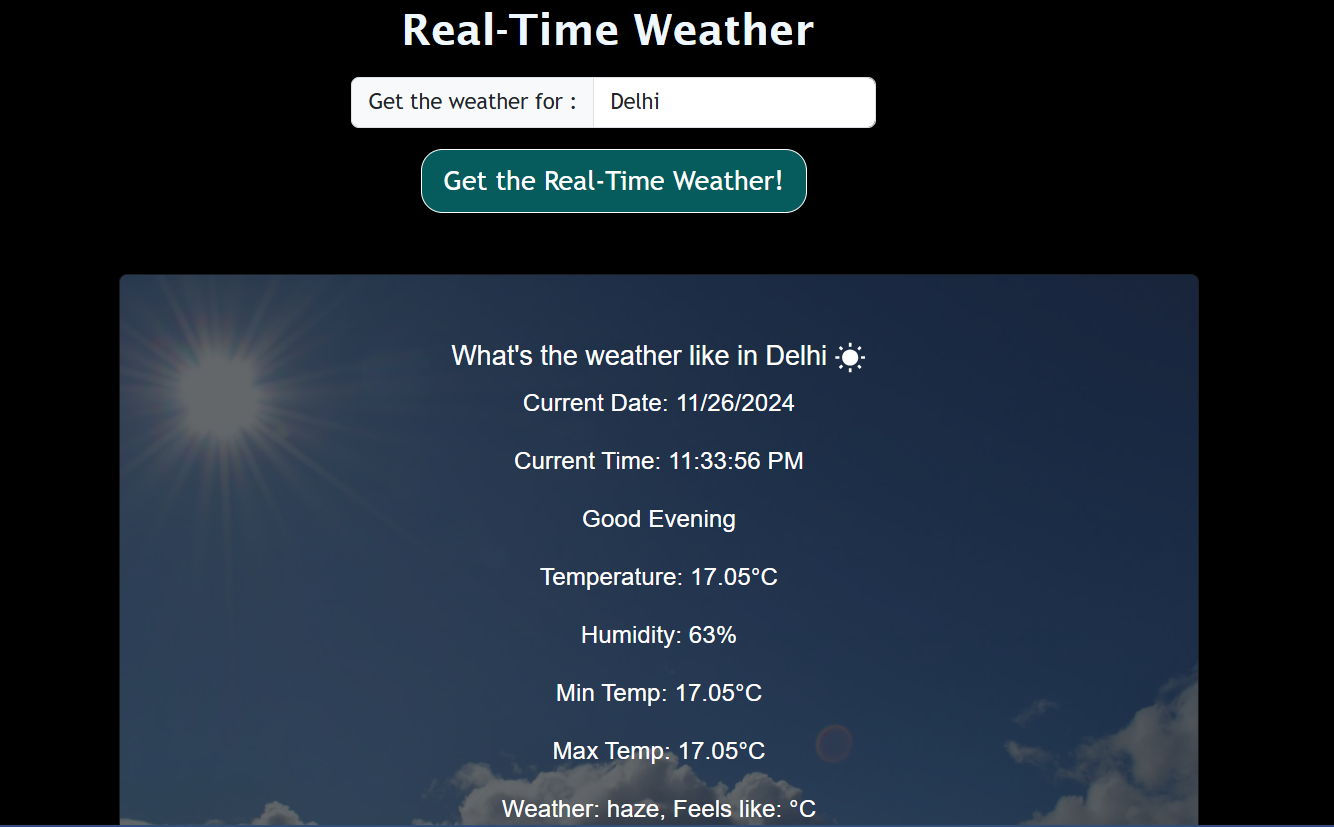 Real-Time Weather
Get the weather for : Delhi
Get the Real-Time Weather!
What's the weather like in Delhi
Current Date: 11/26/2024
Current Time: 11:33:56 PM
Good Evening
Temperature: 17.05°C
Humidity: 63%
Min Temp: 17.05°C
Max Temp: 17.05°C
Weather: haze, Feels like: °C